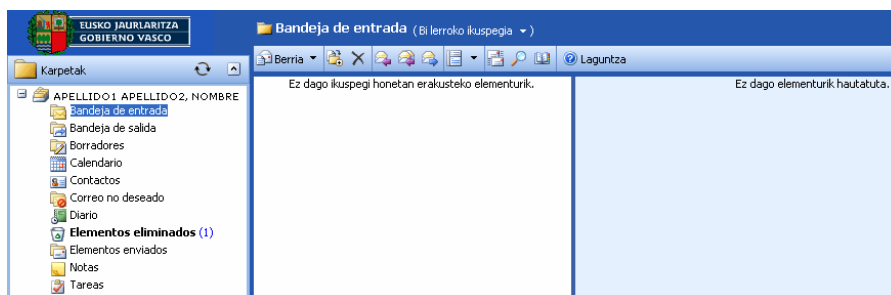 EUSKO JAURLARITZA
GOBIERNO VASCO
Bandeja de entrada (Bi lerroko ikuspegia)
Karpetak
Berria
Laguntza
APELLIDO1 APELLIDO2, NOMBRE
Bandeja de entrada
Bandeja de salida
Borradores
Calendario
Contactos
Correo no deseado
Diario
Elementos eliminados (1)
Elementos enviados
Notas
Tareas
Ez dago ikuspegi honetan erakusteko elementurik.
Ez dago elementurik hautatuta.